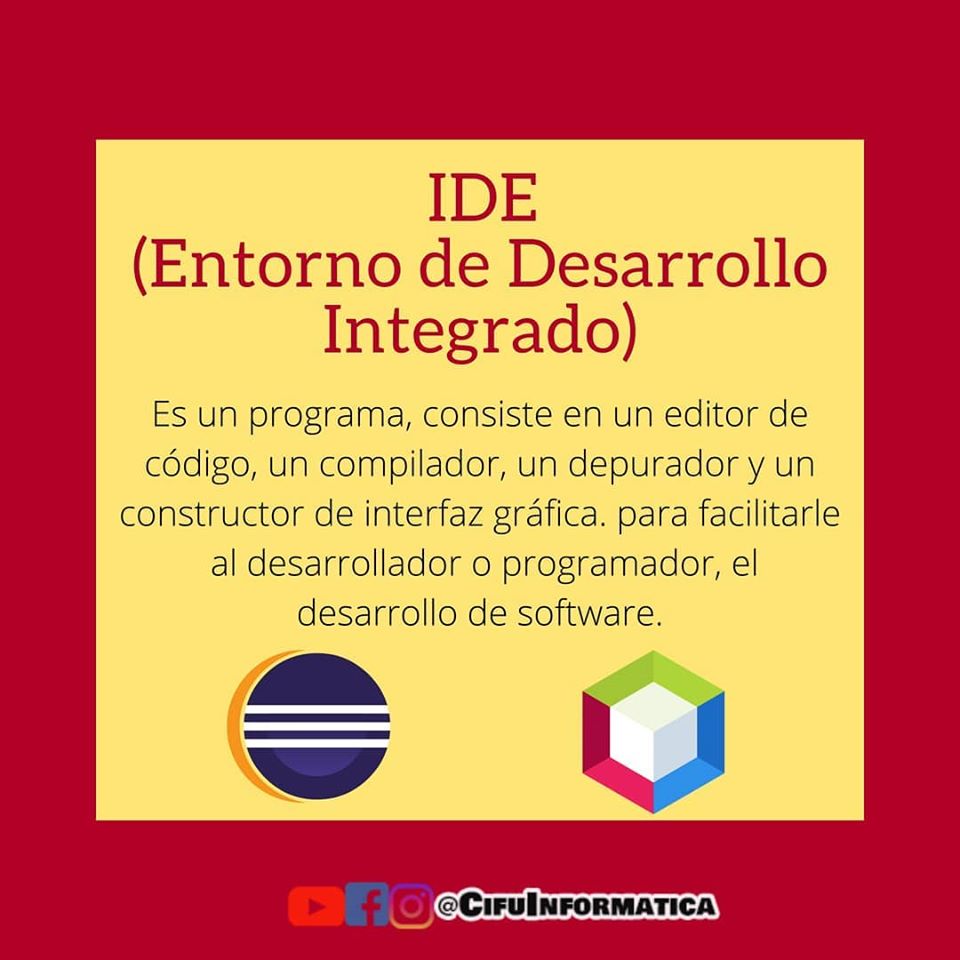 IDE
(Entorno de Desarrollo
Integrado)
Es un programa, consiste en un editor de
código, un compilador, un depurador y un
constructor de interfaz gráfica. para facilitarle
al desarrollador o programador, el
desarrollo de software.
@CifuInformatica